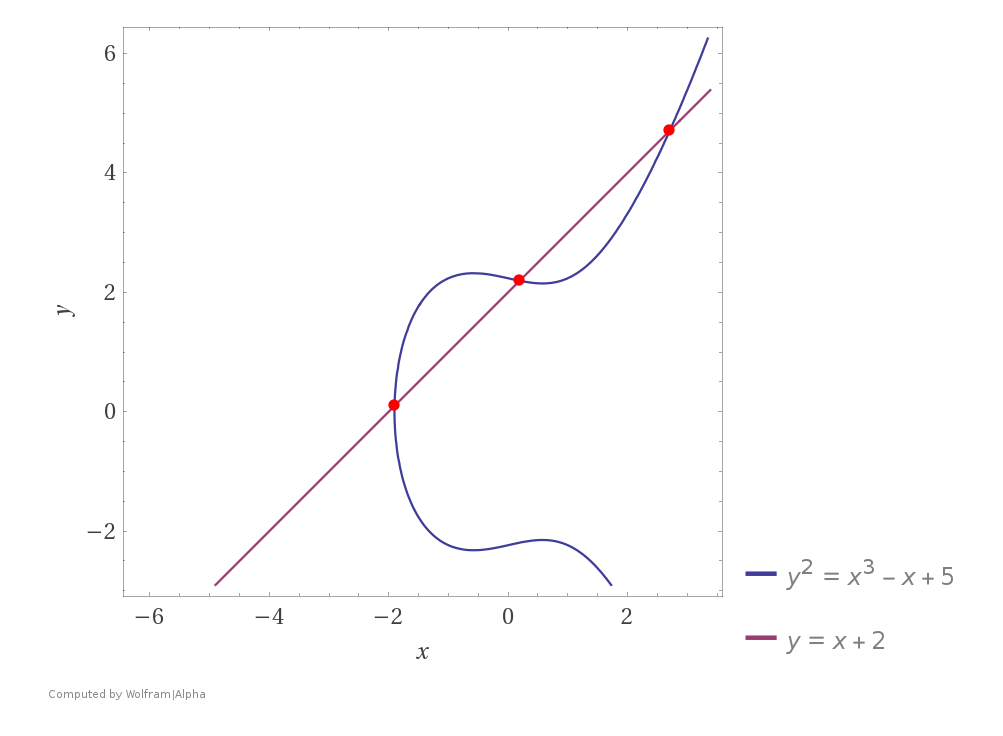 6
4
2
0
−2
y
−6 −4 −2 0 2
x
y² = x³ − x + 5
y = x + 2
Computed by Wolfram|Alpha